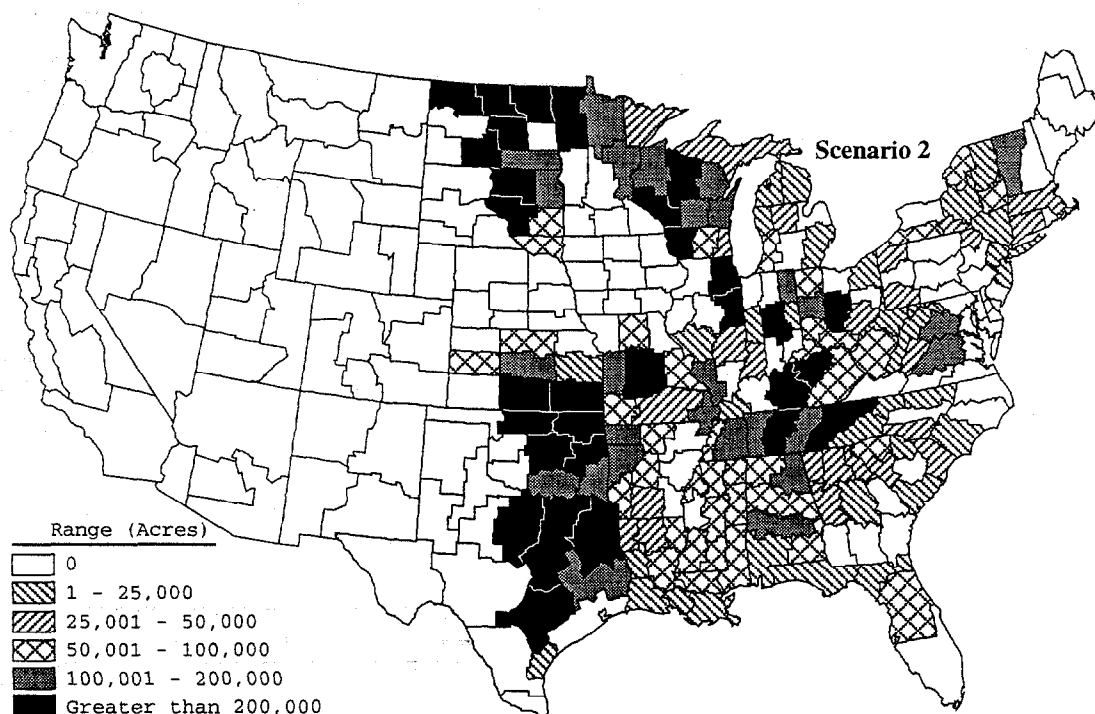 Scenario 2
Range (Acres)
0
1 - 25,000
25,001 - 50,000
50,001 - 100,000
100,001 - 200,000
Greater than 200,000